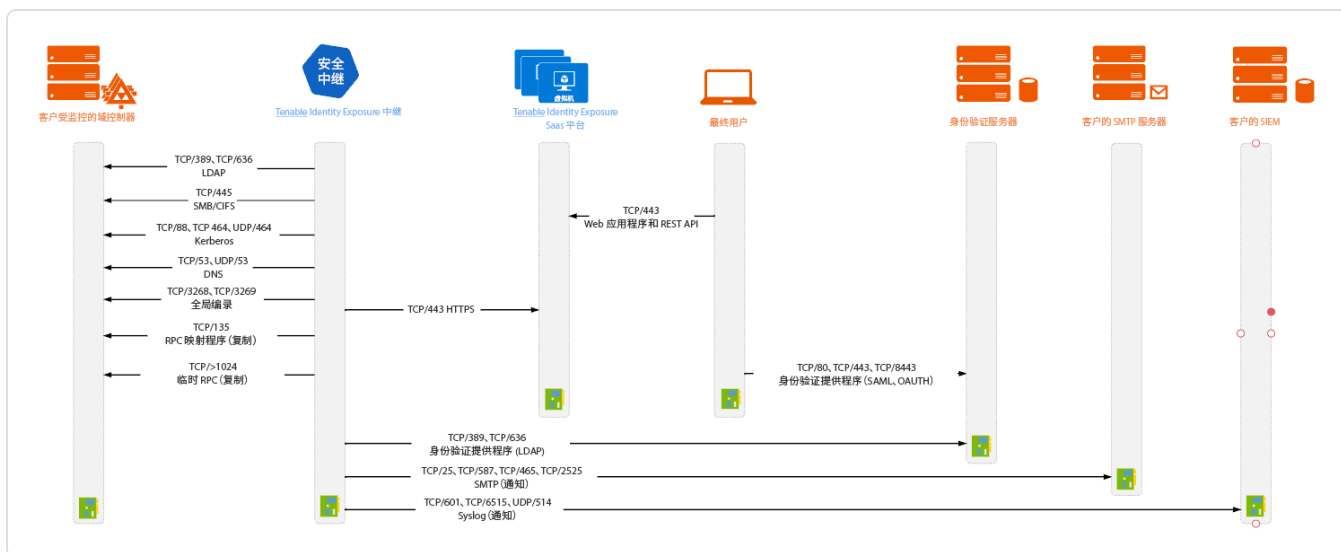 安全
中继
虚拟机
客户受监控的域控制器
Tenable Identity Exposure 中继
Tenable Identity Exposure
Saas 平台
最终用户
身份验证服务器
客户的 SMTP 服务器
客户的 SIEM
TCP/389、TCP/636
LDAP
TCP/445
SMB/CIFS
TCP/443
Web 应用程序和 REST API
TCP/88、TCP 464、UDP/464
Kerberos
TCP/53、UDP/53
DNS
TCP/3268、TCP/3269
全局编录
TCP/443 HTTPS
TCP/135
RPC 映射程序（复制）
TCP/>1024
临时 RPC（复制）
TCP/80、TCP/443、TCP/8443
身份验证提供程序（SAML、OAUTH）
TCP/389、TCP/636
身份验证提供程序 (LDAP)
TCP/25、TCP/587、TCP/465、TCP/2525
SMTP（通知）
TCP/601、TCP/6515、UDP/514
Syslog（通知）